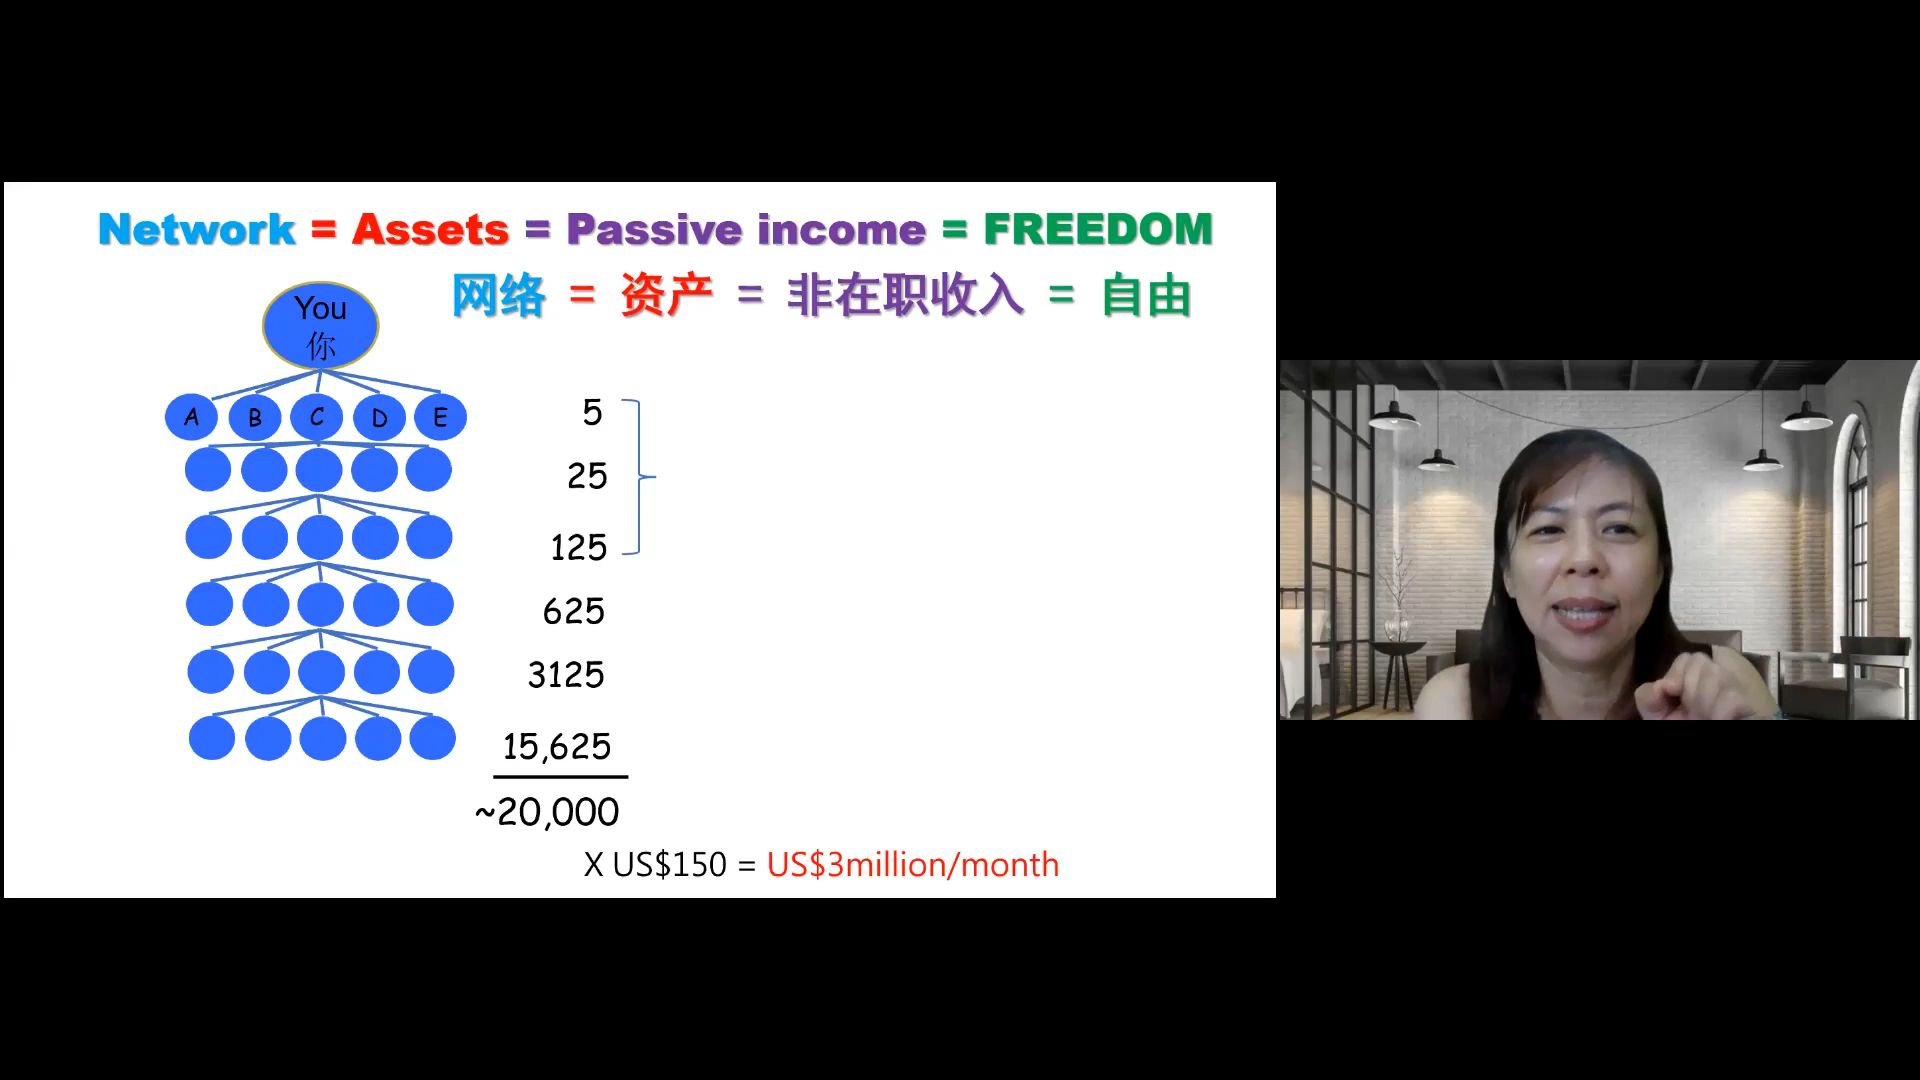 Network = Assets = Passive income = FREEDOM
网络 = 资产 = 非在职收入 = 自由
You
你
A B C D E
5
25
125
625
3125
15,625
~20,000
X US$150 = US$3million/month